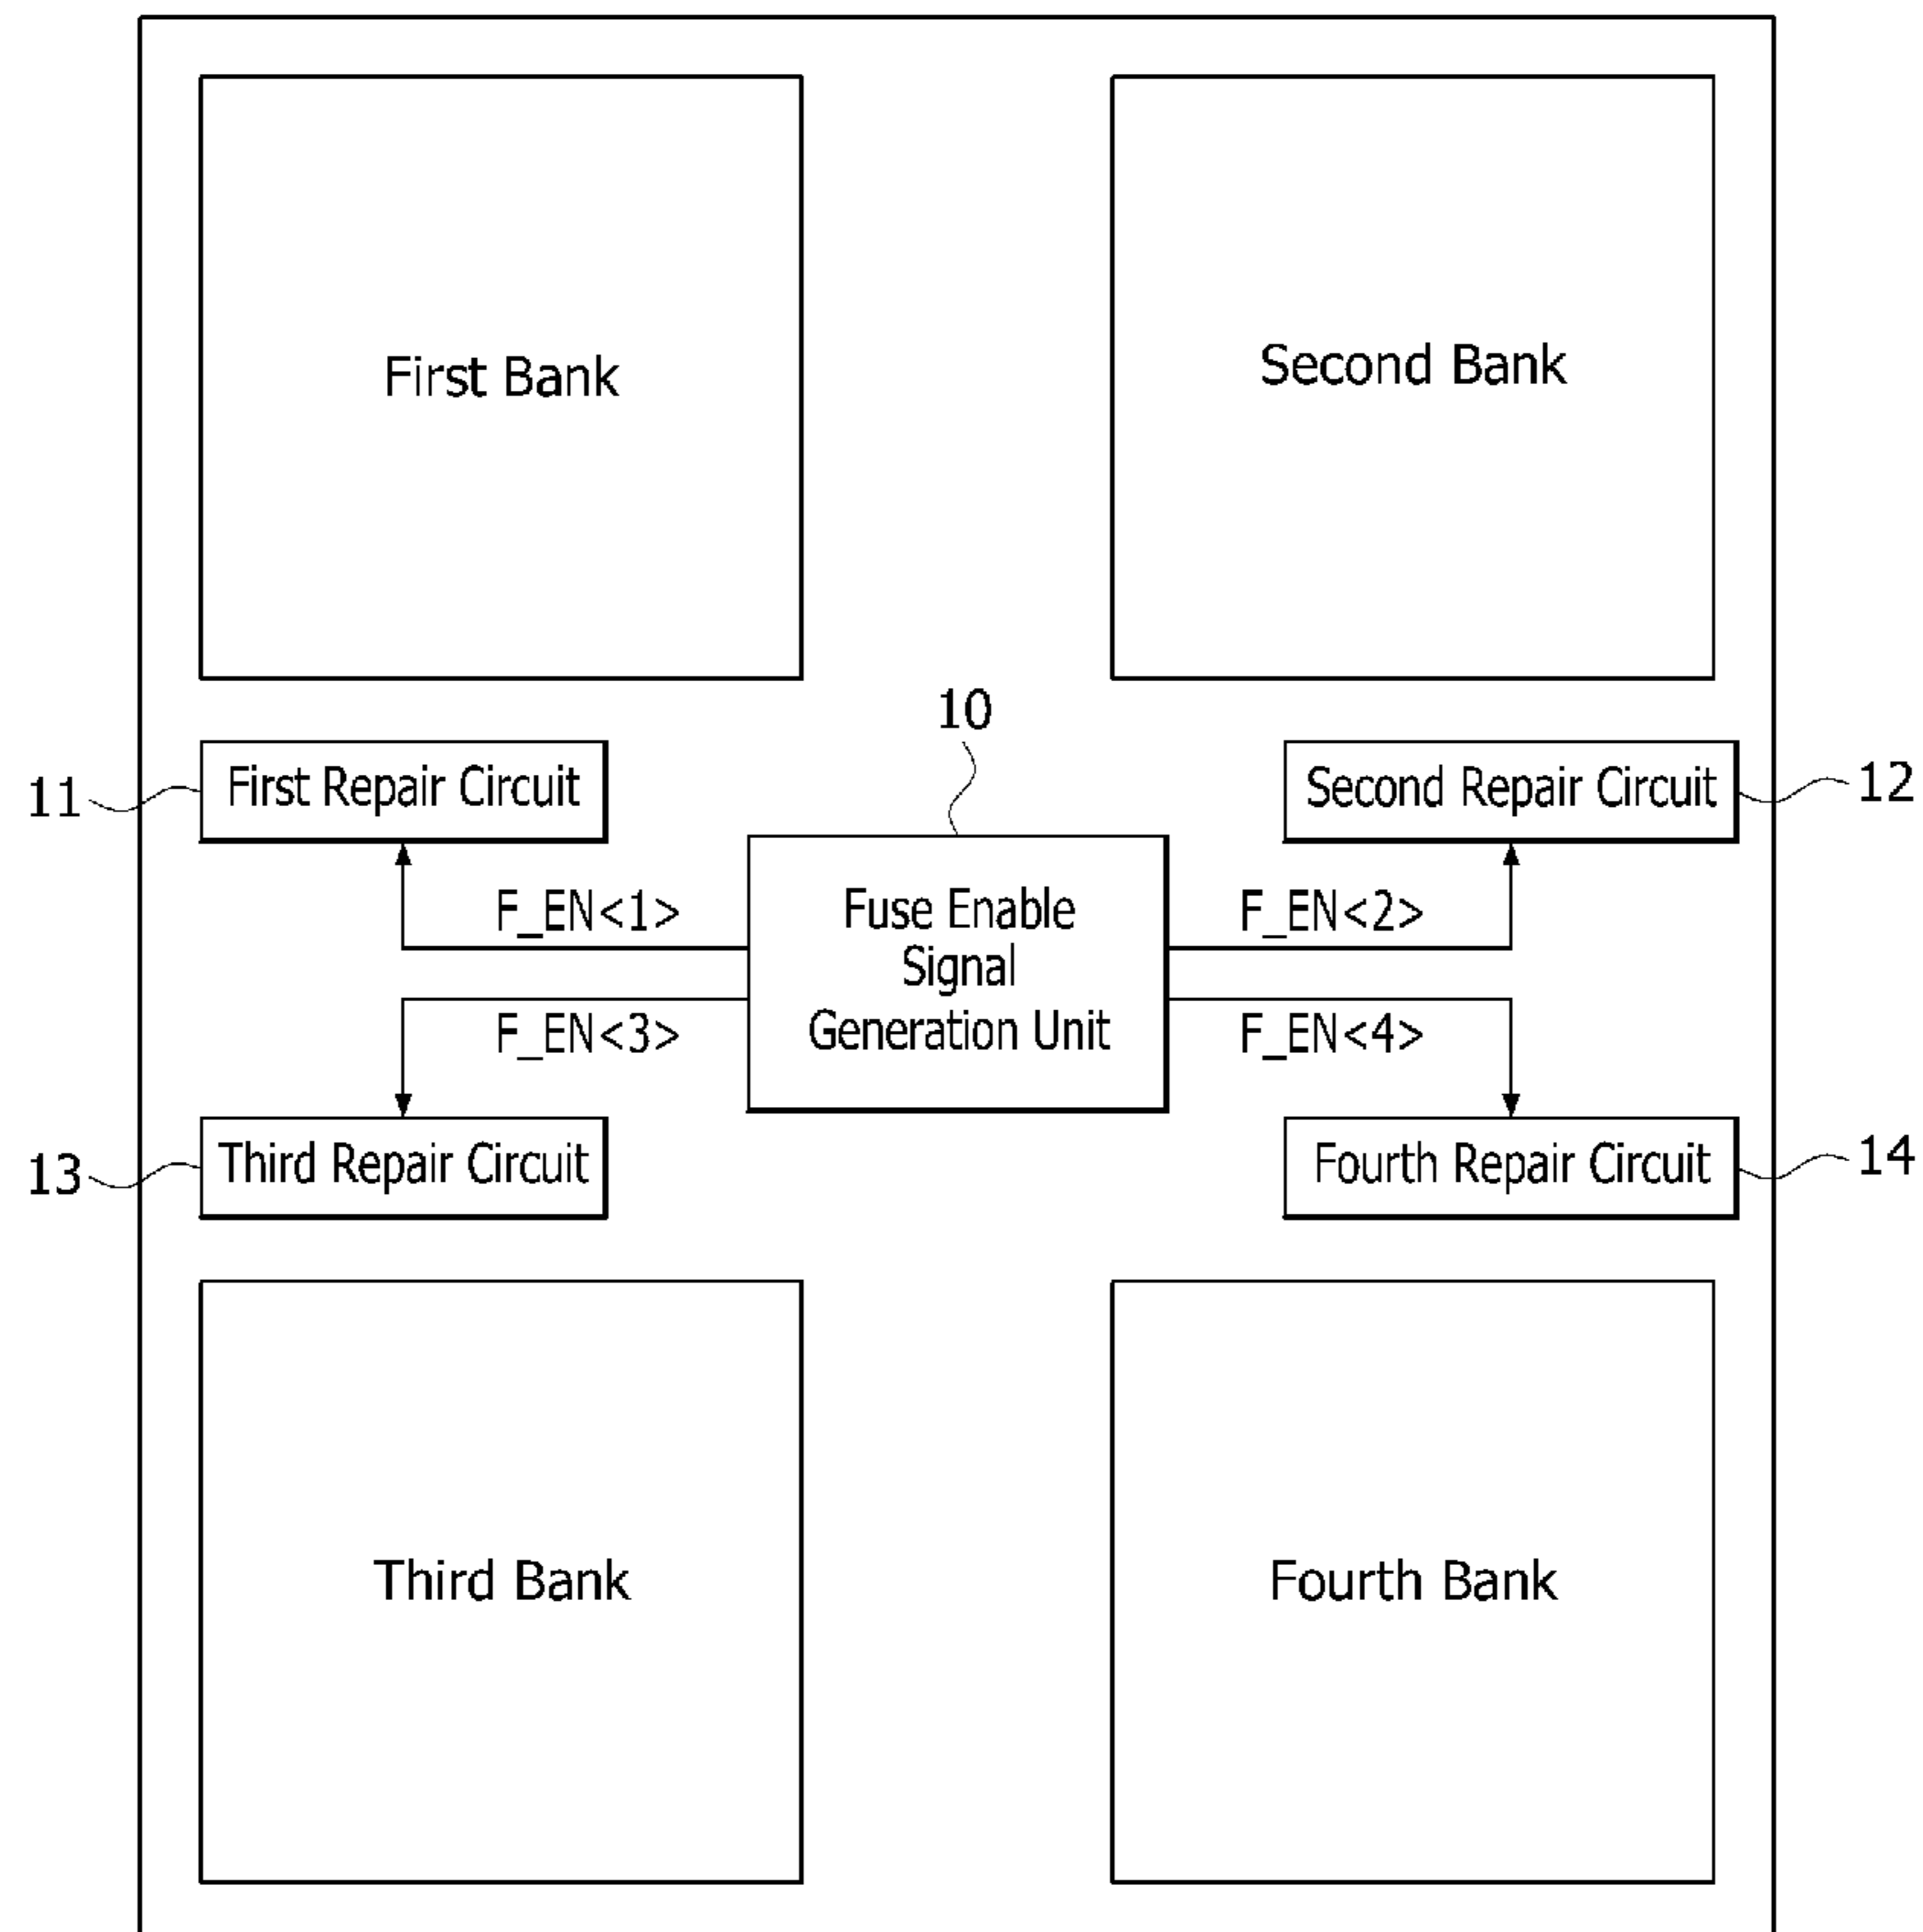 First Bank
Second Bank
10
11
First Repair Circuit
Second Repair Circuit
12
F_EN<1>
Fuse Enable
Signal
Generation Unit
F_EN<2>
F_EN<3>
F_EN<4>
13
Third Repair Circuit
Fourth Repair Circuit
14
Third Bank
Fourth Bank